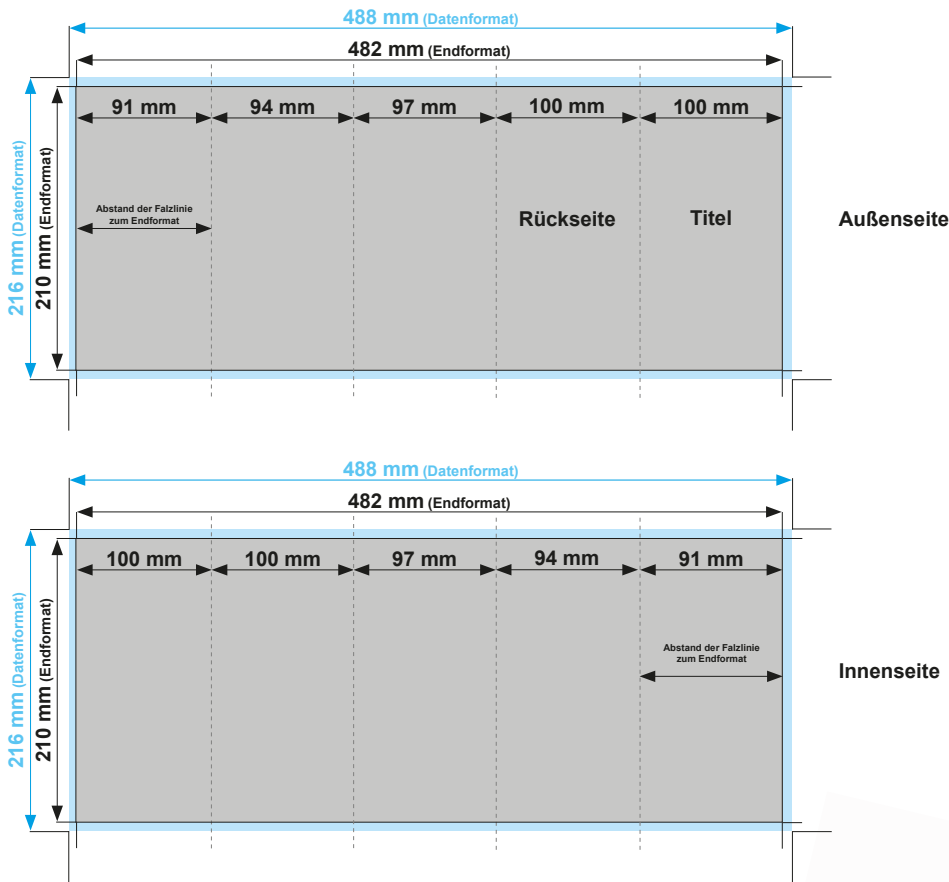 488 mm (Datenformat)
482 mm (Endformat)
91 mm 94 mm 97 mm 100 mm 100 mm
216 mm (Datenformat)
210 mm (Endformat)
Abstand der Falzlinie
zum Endformat
Rückseite Titel Außenseite
488 mm (Datenformat)
482 mm (Endformat)
100 mm 100 mm 97 mm 94 mm 91 mm
216 mm (Datenformat)
210 mm (Endformat)
Abstand der Falzlinie
zum Endformat
Innenseite